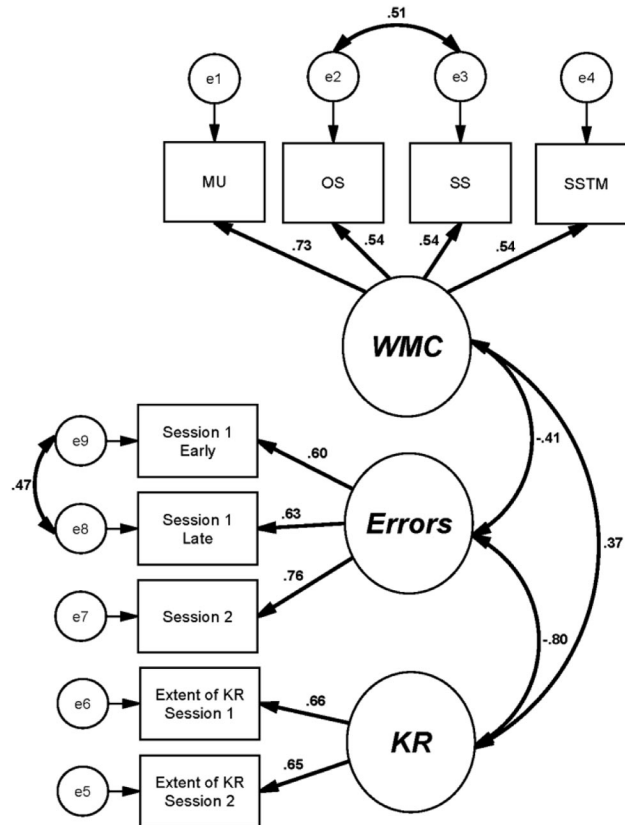 .51
e1
e2
e3
e4
MU
OS
SS
SSTM
.73
.54
.54
.54
WMC
e9
Session 1
Early
.60
-.41
.47
e8
Session 1
Late
.63
Errors
.37
e7
Session 2
.76
-.80
e6
Extent of KR
Session 1
.66
KR
e5
Extent of KR
Session 2
.65